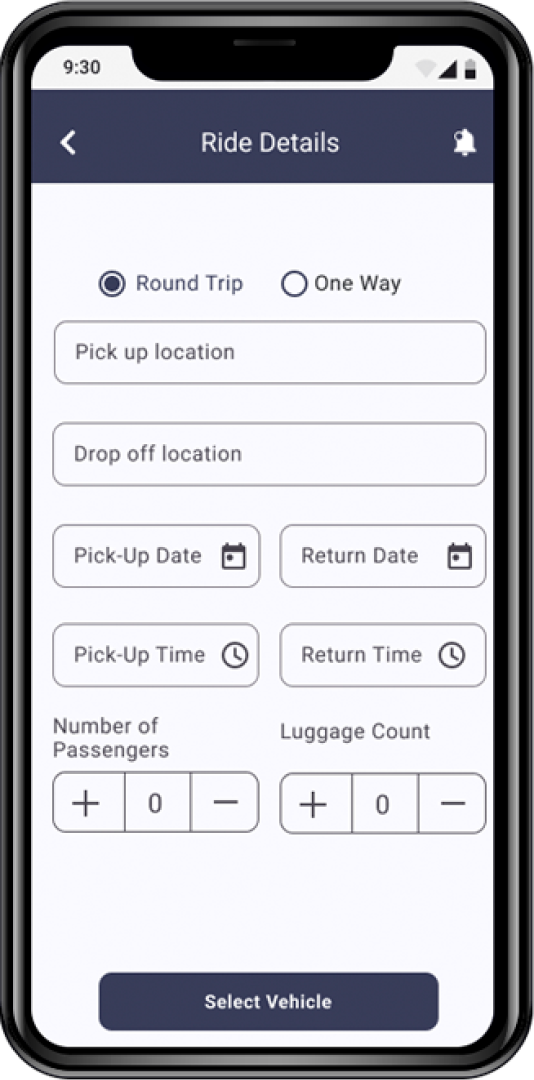 9:30
Ride Details
Round Trip
One Way
Pick up location
Drop off location
Pick-Up Date
Return Date
Pick-Up Time
Return Time
Number of
Passengers
Luggage Count
0
0
Select Vehicle